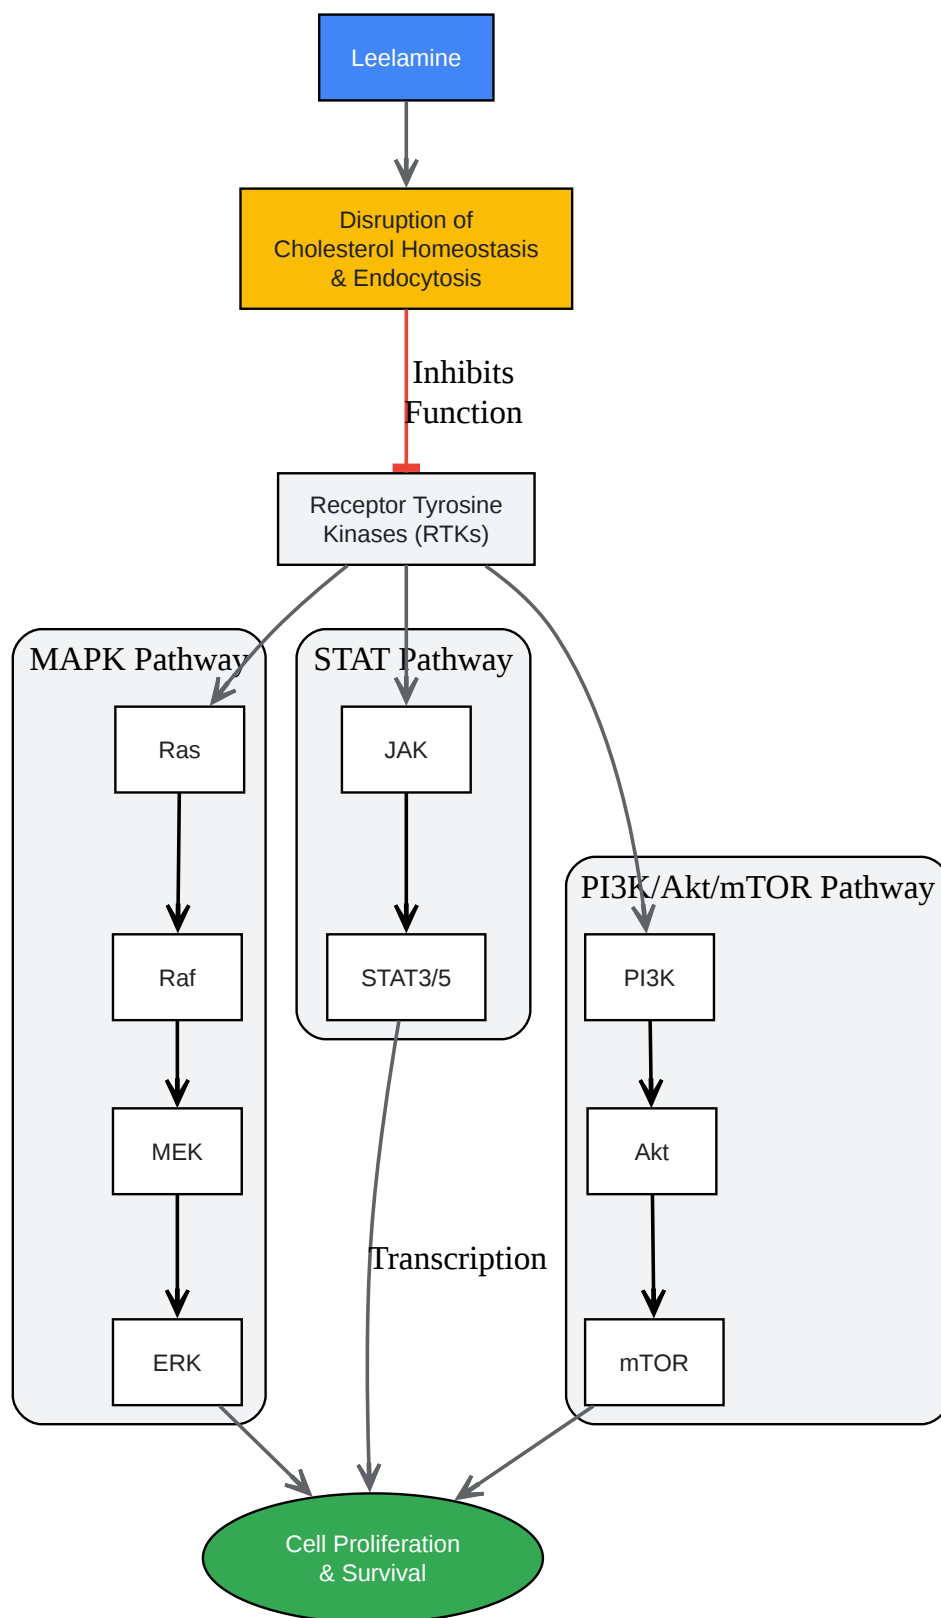 Leelamine
Disruption of
Cholesterol Homeostasis
& Endocytosis
Inhibits
Function
Receptor Tyrosine
Kinases (RTKs)
MAPK Pathway
STAT Pathway
Ras
JAK
PI3K/Akt/mTOR Pathway
Raf
STAT3/5
PI3K
MEK
Akt
Transcription
ERK
mTOR
Cell Proliferation
& Survival